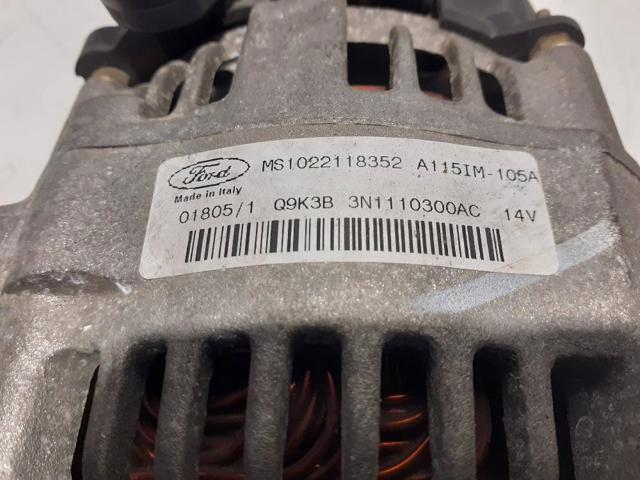 Ford MS1022118352 A115IM-105A
Made in Italy
01805/1 Q9K3B 3N1110300AC 14V